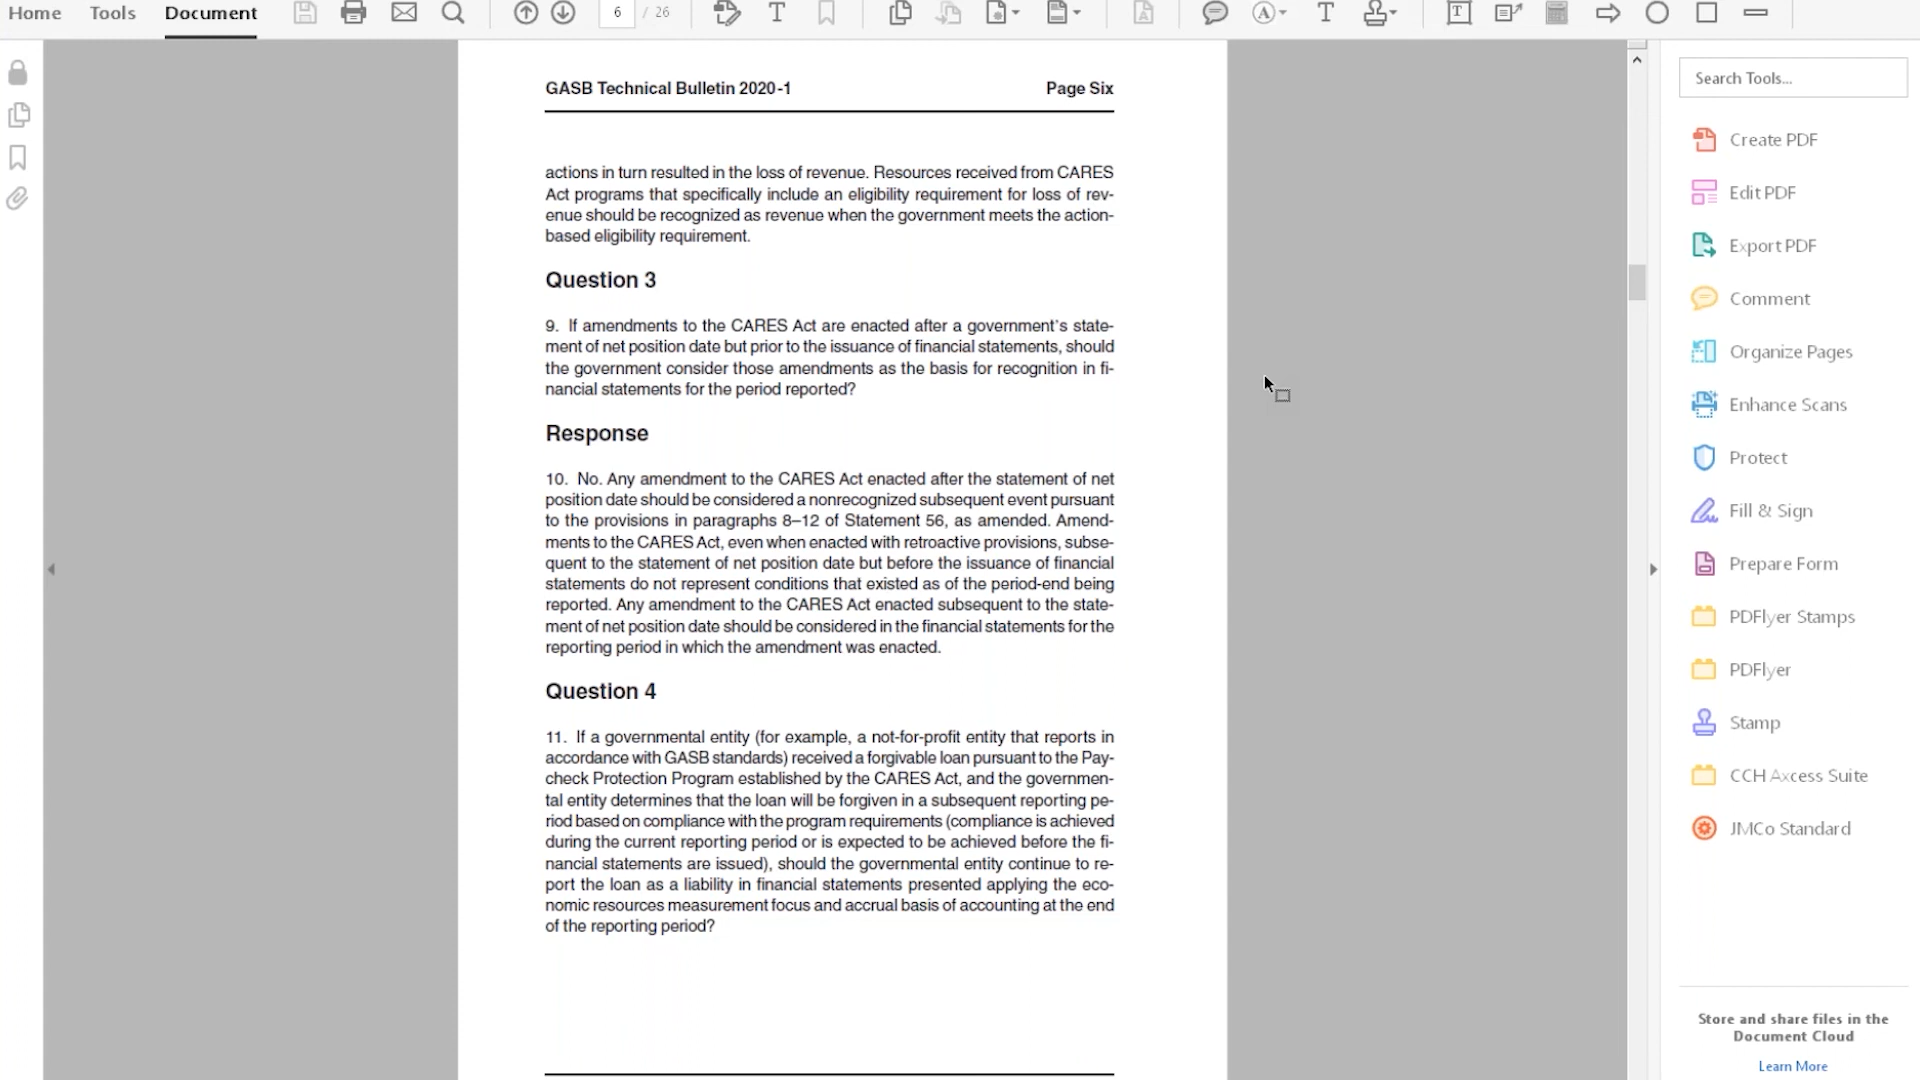 Home Tools Document 6 / 26
GASB Technical Bulletin 2020-1 Page Six
actions in turn resulted in the loss of revenue. Resources received from CARES
Act programs that specifically include an eligibility requirement for loss of rev-
enue should be recognized as revenue when the government meets the action-
based eligibility requirement.
Question 3
9. If amendments to the CARES Act are enacted after a government's state-
ment of net position date but prior to the issuance of financial statements, should
the government consider those amendments as the basis for recognition in fi-
nancial statements for the period reported?
Response
10. No. Any amendment to the CARES Act enacted after the statement of net
position date should be considered a nonrecognized subsequent event pursuant
to the provisions in paragraphs 8–12 of Statement 56, as amended. Amend-
ments to the CARES Act, even when enacted with retroactive provisions, subse-
quent to the statement of net position date but before the issuance of financial
statements do not represent conditions that existed as of the period-end being
reported. Any amendment to the CARES Act enacted subsequent to the state-
ment of net position date should be considered in the financial statements for the
reporting period in which the amendment was enacted.
Question 4
11. If a governmental entity (for example, a not-for-profit entity that reports in
accordance with GASB standards) received a forgivable loan pursuant to the Pay-
check Protection Program established by the CARES Act, and the governmen-
tal entity determines that the loan will be forgiven in a subsequent reporting pe-
riod based on compliance with the program requirements (compliance is achieved
during the current reporting period or is expected to be achieved before the fi-
nancial statements are issued), should the governmental entity continue to re-
port the loan as a liability in financial statements presented applying the eco-
nomic resources measurement focus and accrual basis of accounting at the end
of the reporting period?
Search Tools...
Create PDF
Edit PDF
Export PDF
Comment
Organize Pages
Enhance Scans
Protect
Fill & Sign
Prepare Form
PDFlyer Stamps
PDFlyer
Stamp
CCH Axcess Suite
JMCo Standard
Store and share files in the
Document Cloud
Learn More